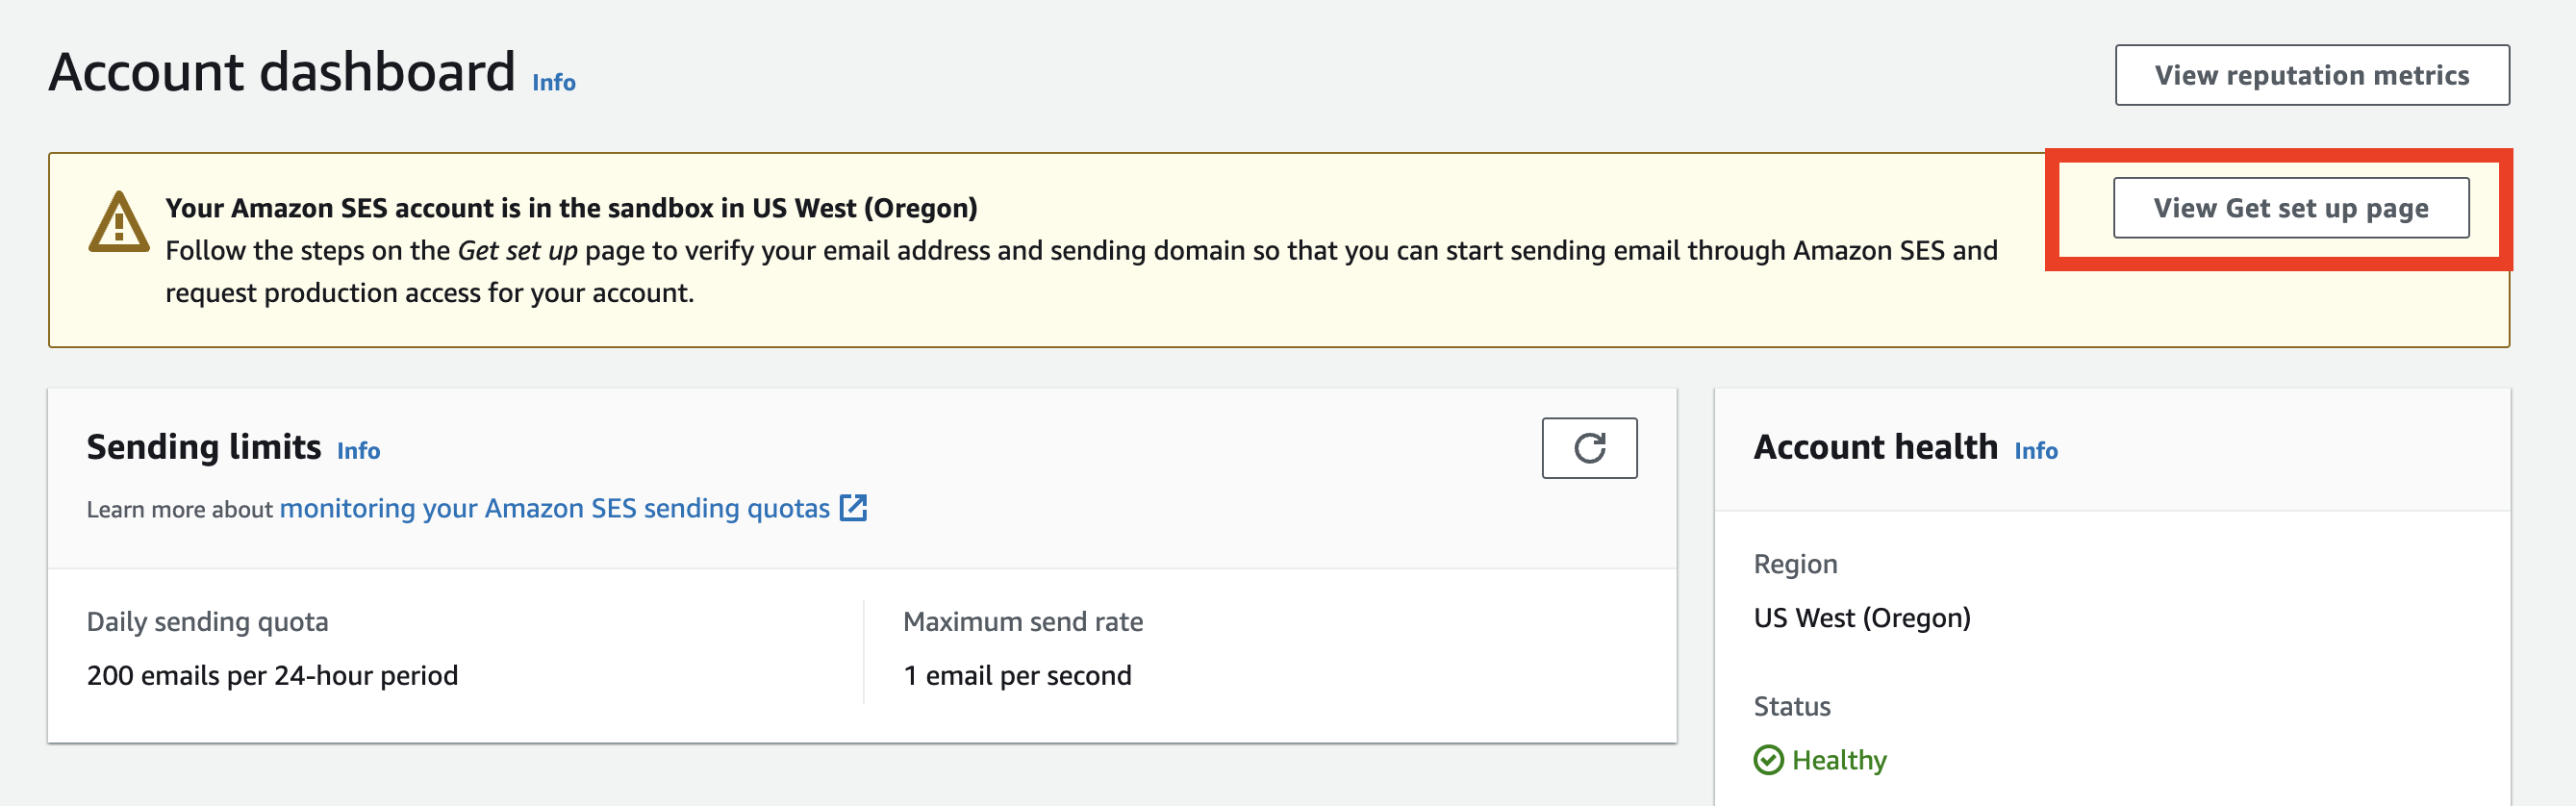 Account dashboard Info
View reputation metrics
Your Amazon SES account is in the sandbox in US West (Oregon)
View Get set up page
Follow the steps on the Get set up page to verify your email address and sending domain so that you can start sending email through Amazon SES and
request production access for your account.
Sending limits Info
Learn more about monitoring your Amazon SES sending quotas
Daily sending quota
200 emails per 24-hour period
Maximum send rate
1 email per second
Account health Info
Region
US West (Oregon)
Status
Healthy